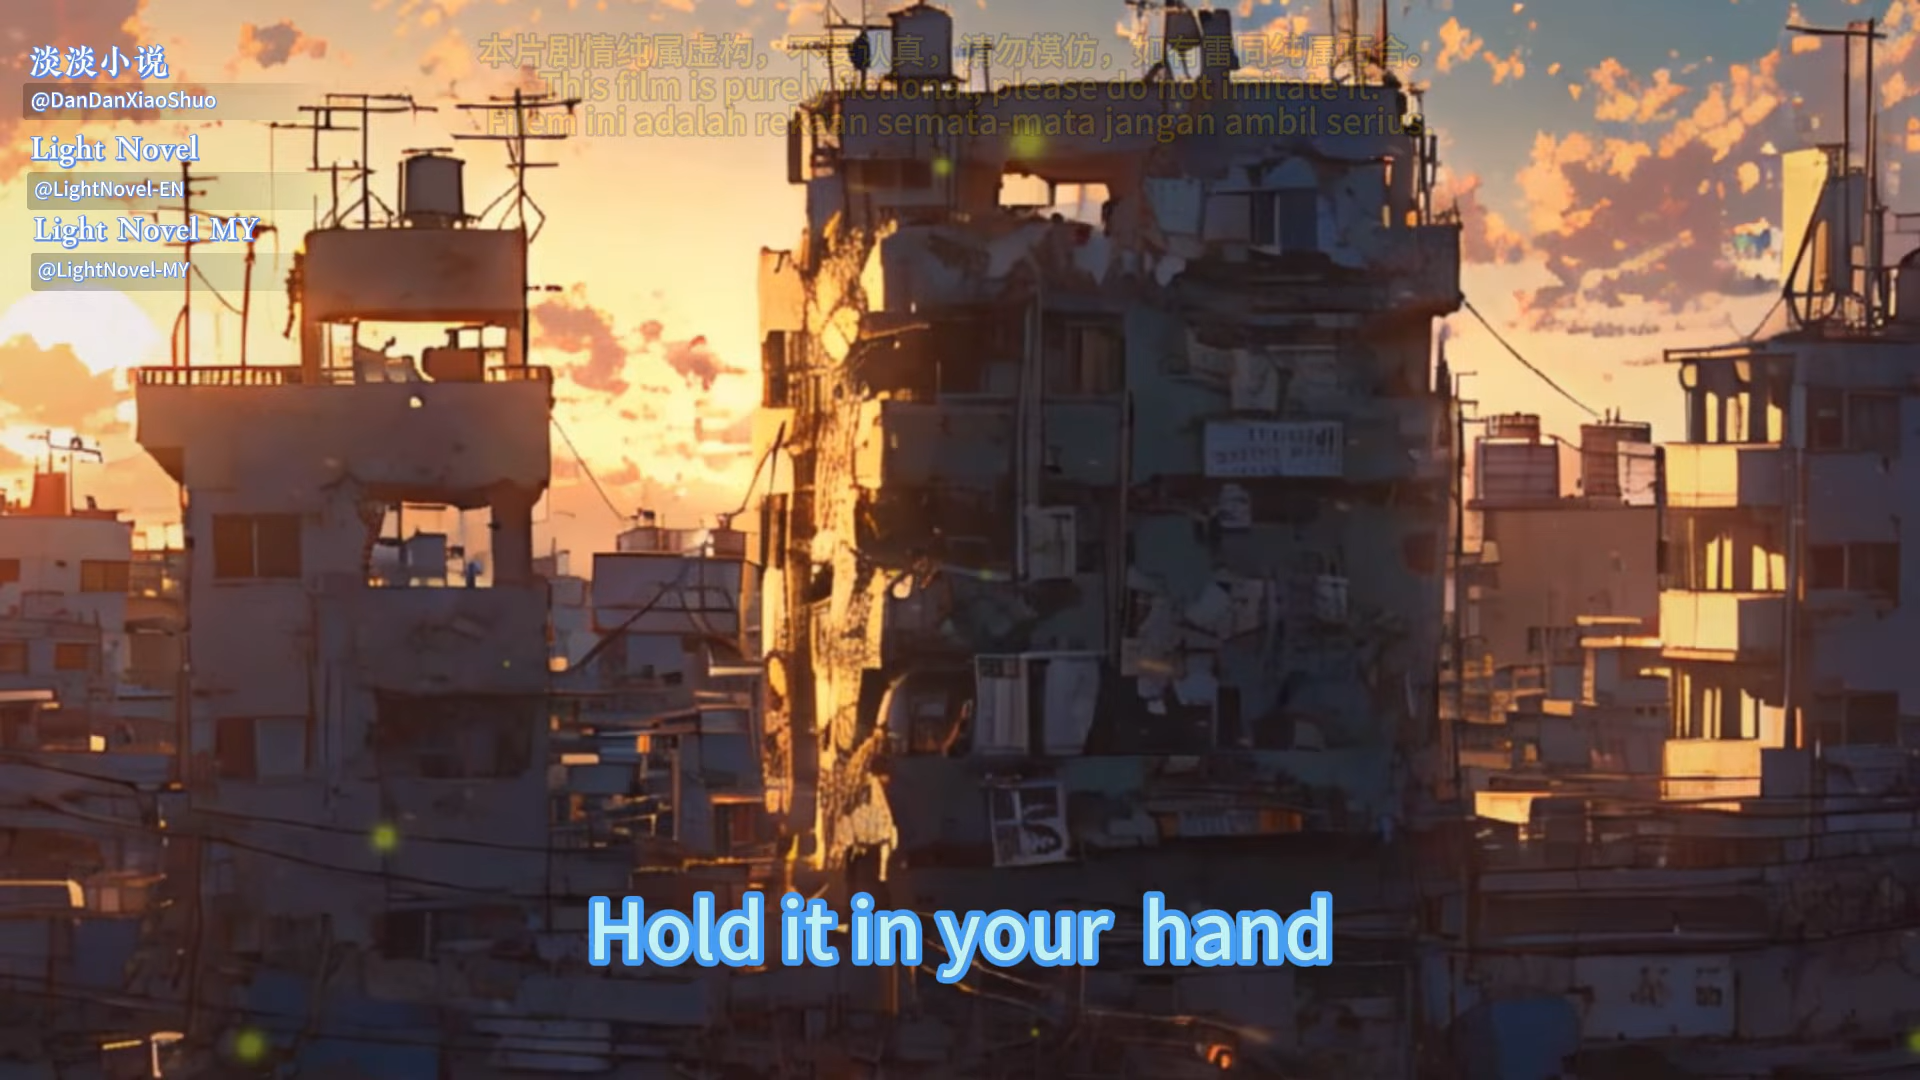 淡淡小说
@DanDanXiaoShuo
Light Novel
@LightNovel-EN
Light Novel MY
@LightNovel-MY
本片剧情纯属虚构，不要认真，请勿模仿，如有雷同纯属巧合。
This film is purely fictional, please do not imitate it.
Filem ini adalah rekaan semata-mata jangan ambil serius
Hold it in your hand